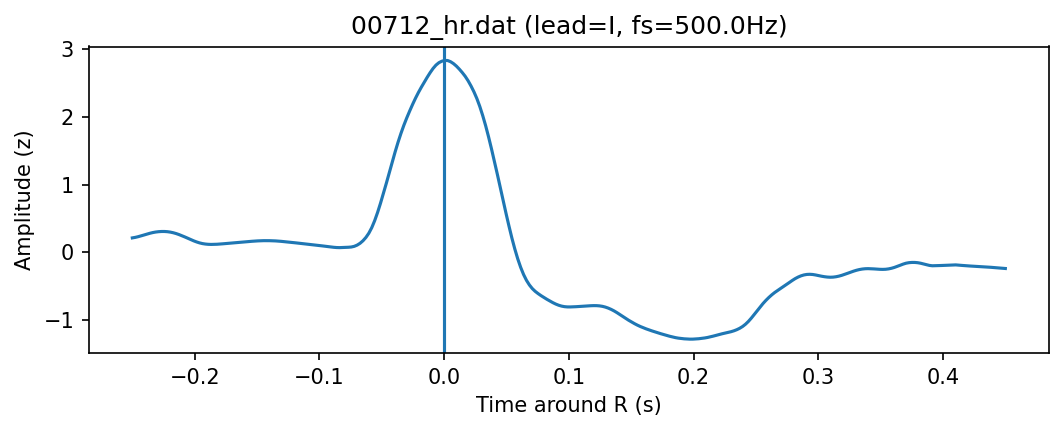 00712_hr.dat (lead=I, fs=500.0Hz)
3
2
1
0
−1
Amplitude (z)
−0.2 −0.1 0.0 0.1 0.2 0.3 0.4
Time around R (s)